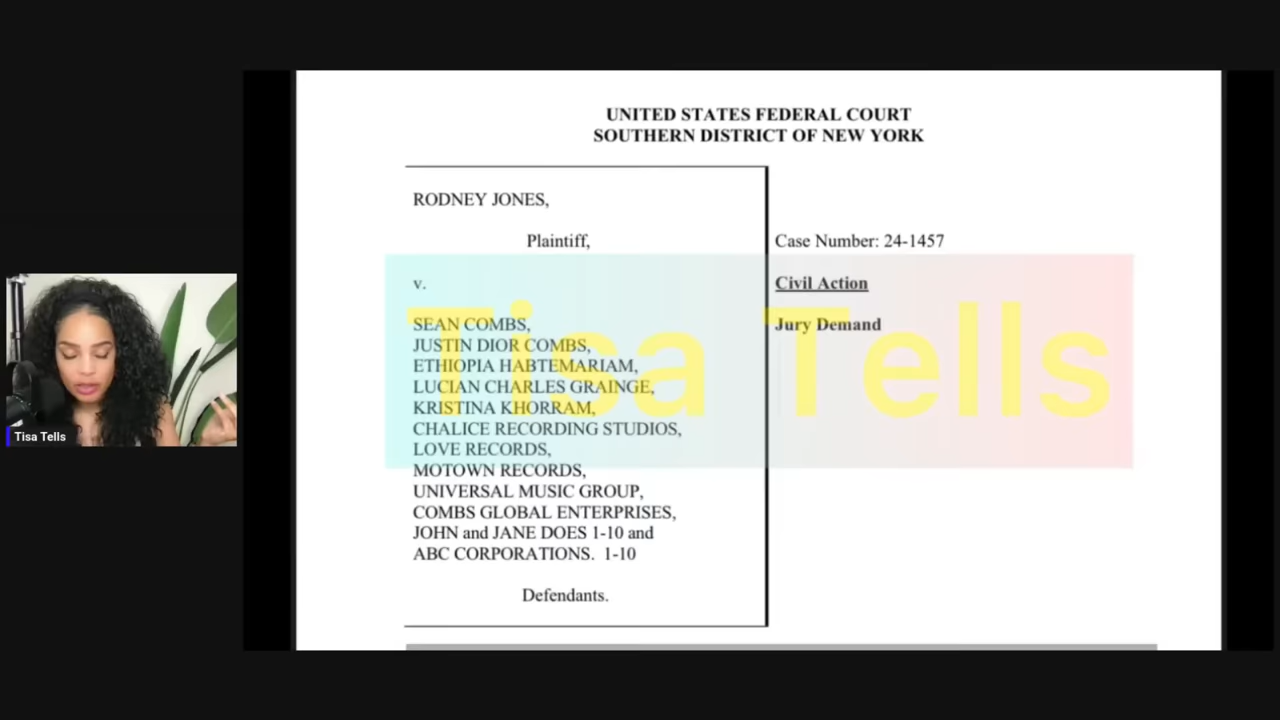 UNITED STATES FEDERAL COURT
SOUTHERN DISTRICT OF NEW YORK
RODNEY JONES,
Plaintiff,
v.
SEAN COMBS,
JUSTIN DIOR COMBS,
ETHIOPIA HABTEMARIAM,
LUCIAN CHARLES GRAINGE,
KRISTINA KHORRAM,
CHALICE RECORDING STUDIOS,
LOVE RECORDS,
MOTOWN RECORDS,
UNIVERSAL MUSIC GROUP,
COMBS GLOBAL ENTERPRISES,
JOHN and JANE DOES 1-10 and
ABC CORPORATIONS. 1-10
Defendants.
Case Number: 24-1457
Civil Action
Jury Demand
Tisa Tells
Tisa Tells